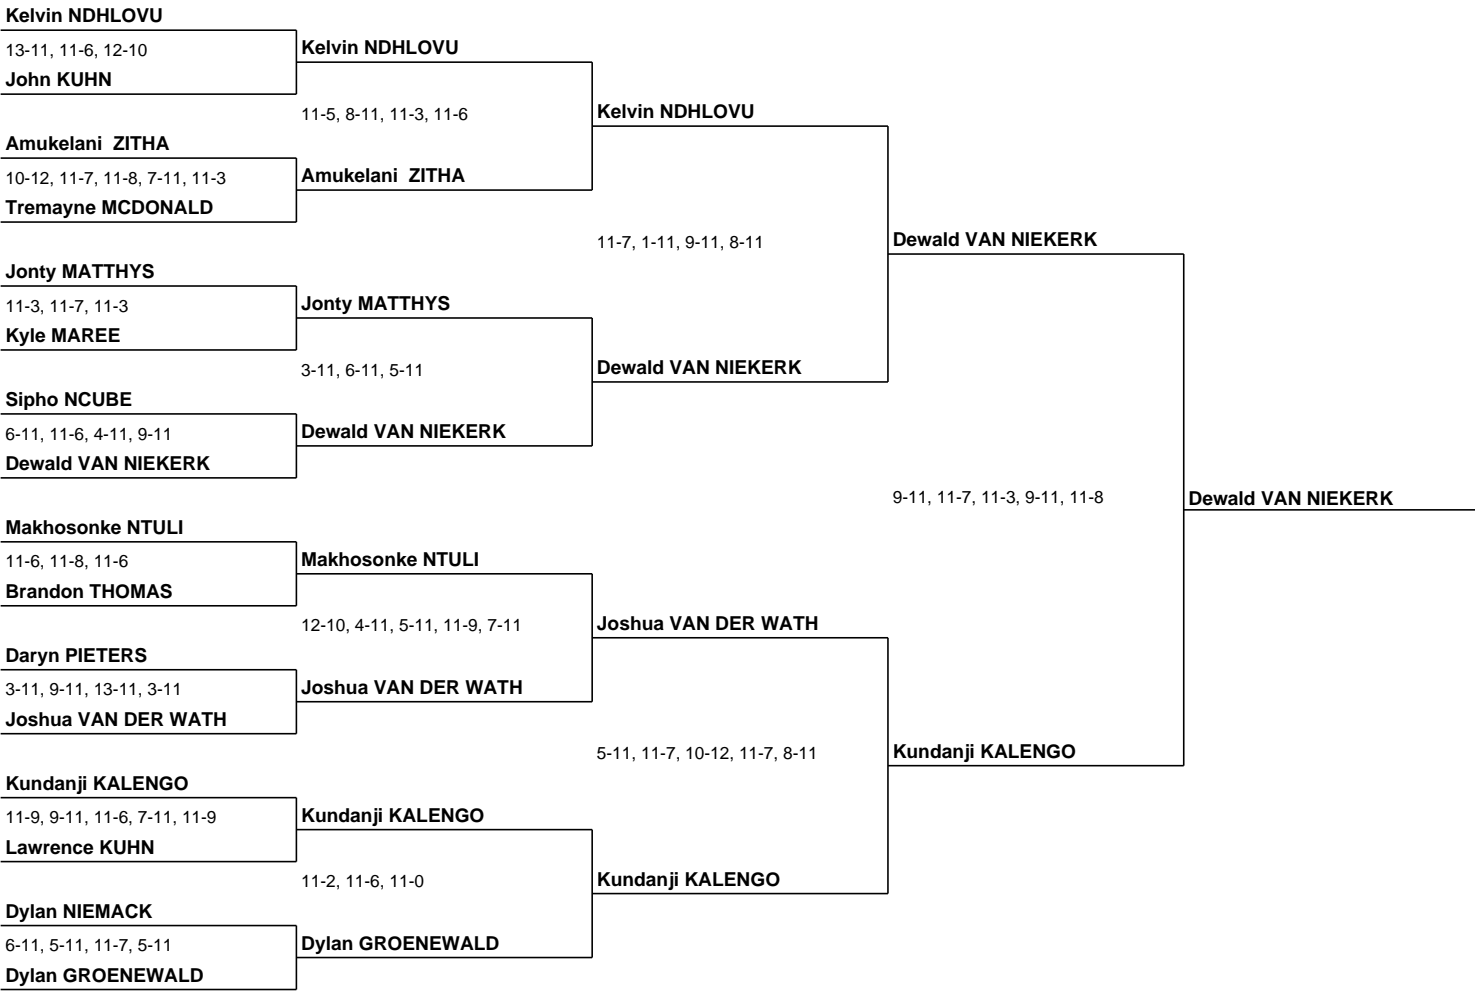 Kelvin NDHLOVU
13-11, 11-6, 12-10
Kelvin NDHLOVU
John KUHN
11-5, 8-11, 11-3, 11-6
Kelvin NDHLOVU
Amukelani  ZITHA
10-12, 11-7, 11-8, 7-11, 11-3
Amukelani  ZITHA
Tremayne MCDONALD
11-7, 1-11, 9-11, 8-11
Dewald VAN NIEKERK
Jonty MATTHYS
11-3, 11-7, 11-3
Jonty MATTHYS
Kyle MAREE
3-11, 6-11, 5-11
Dewald VAN NIEKERK
Sipho NCUBE
6-11, 11-6, 4-11, 9-11
Dewald VAN NIEKERK
Dewald VAN NIEKERK
9-11, 11-7, 11-3, 9-11, 11-8
Dewald VAN NIEKERK
Makhosonke NTULI
11-6, 11-8, 11-6
Makhosonke NTULI
Brandon THOMAS
12-10, 4-11, 5-11, 11-9, 7-11
Joshua VAN DER WATH
Daryn PIETERS
3-11, 9-11, 13-11, 3-11
Joshua VAN DER WATH
Joshua VAN DER WATH
5-11, 11-7, 10-12, 11-7, 8-11
Kundanji KALENGO
Kundanji KALENGO
11-9, 9-11, 11-6, 7-11, 11-9
Kundanji KALENGO
Lawrence KUHN
11-2, 11-6, 11-0
Kundanji KALENGO
Dylan NIEMACK
6-11, 5-11, 11-7, 5-11
Dylan GROENEWALD
Dylan GROENEWALD